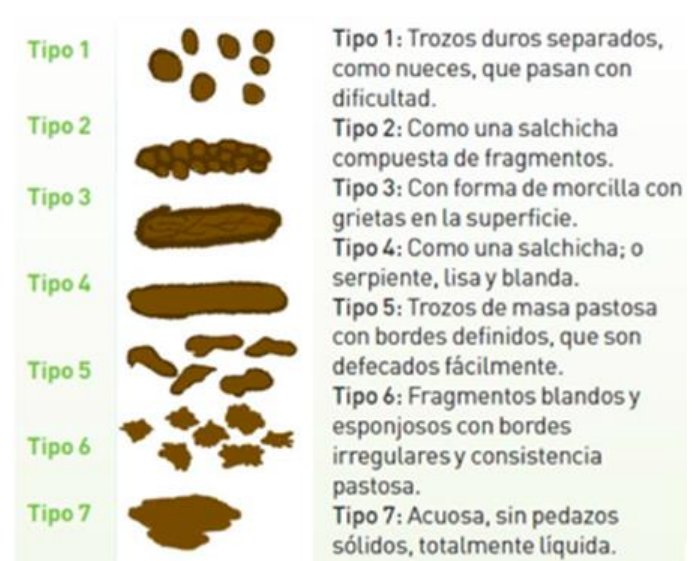 Tipo 1
Tipo 2
Tipo 3
Tipo 4
Tipo 5
Tipo 6
Tipo 7
Tipo 1: Trozos duros separados,
como nueces, que pasan con
dificultad.
Tipo 2: Como una salchicha
compuesta de fragmentos.
Tipo 3: Con forma de morcilla con
grietas en la superficie.
Tipo 4: Como una salchicha; o
serpiente, lisa y blanda.
Tipo 5: Trozos de masa pastosa
con bordes definidos, que son
defecados fácilmente.
Tipo 6: Fragmentos blandos y
esponjosos con bordes
irregulares y consistencia
pastosa.
Tipo 7: Acuosa, sin pedazos
sólidos, totalmente líquida.